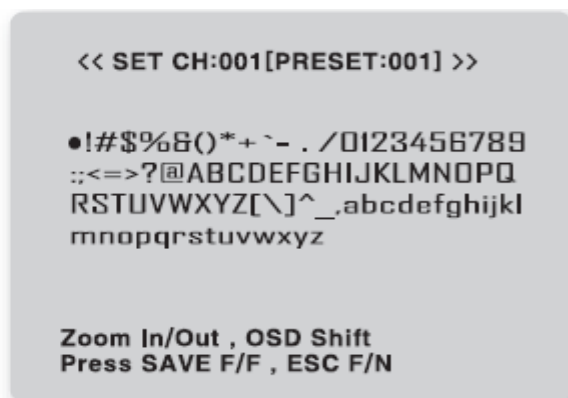 << SET CH:001[PRESET:001] >>
●!#$%&()*+`-./0123456789
:;<=>?@ABCDEFGHIJKLMNOPQ
RSTUVWXYZ[\]^_,abcdefghijkl
mnopqrstuvwxyz
Zoom In/Out , OSD Shift
Press SAVE F/F , ESC F/N